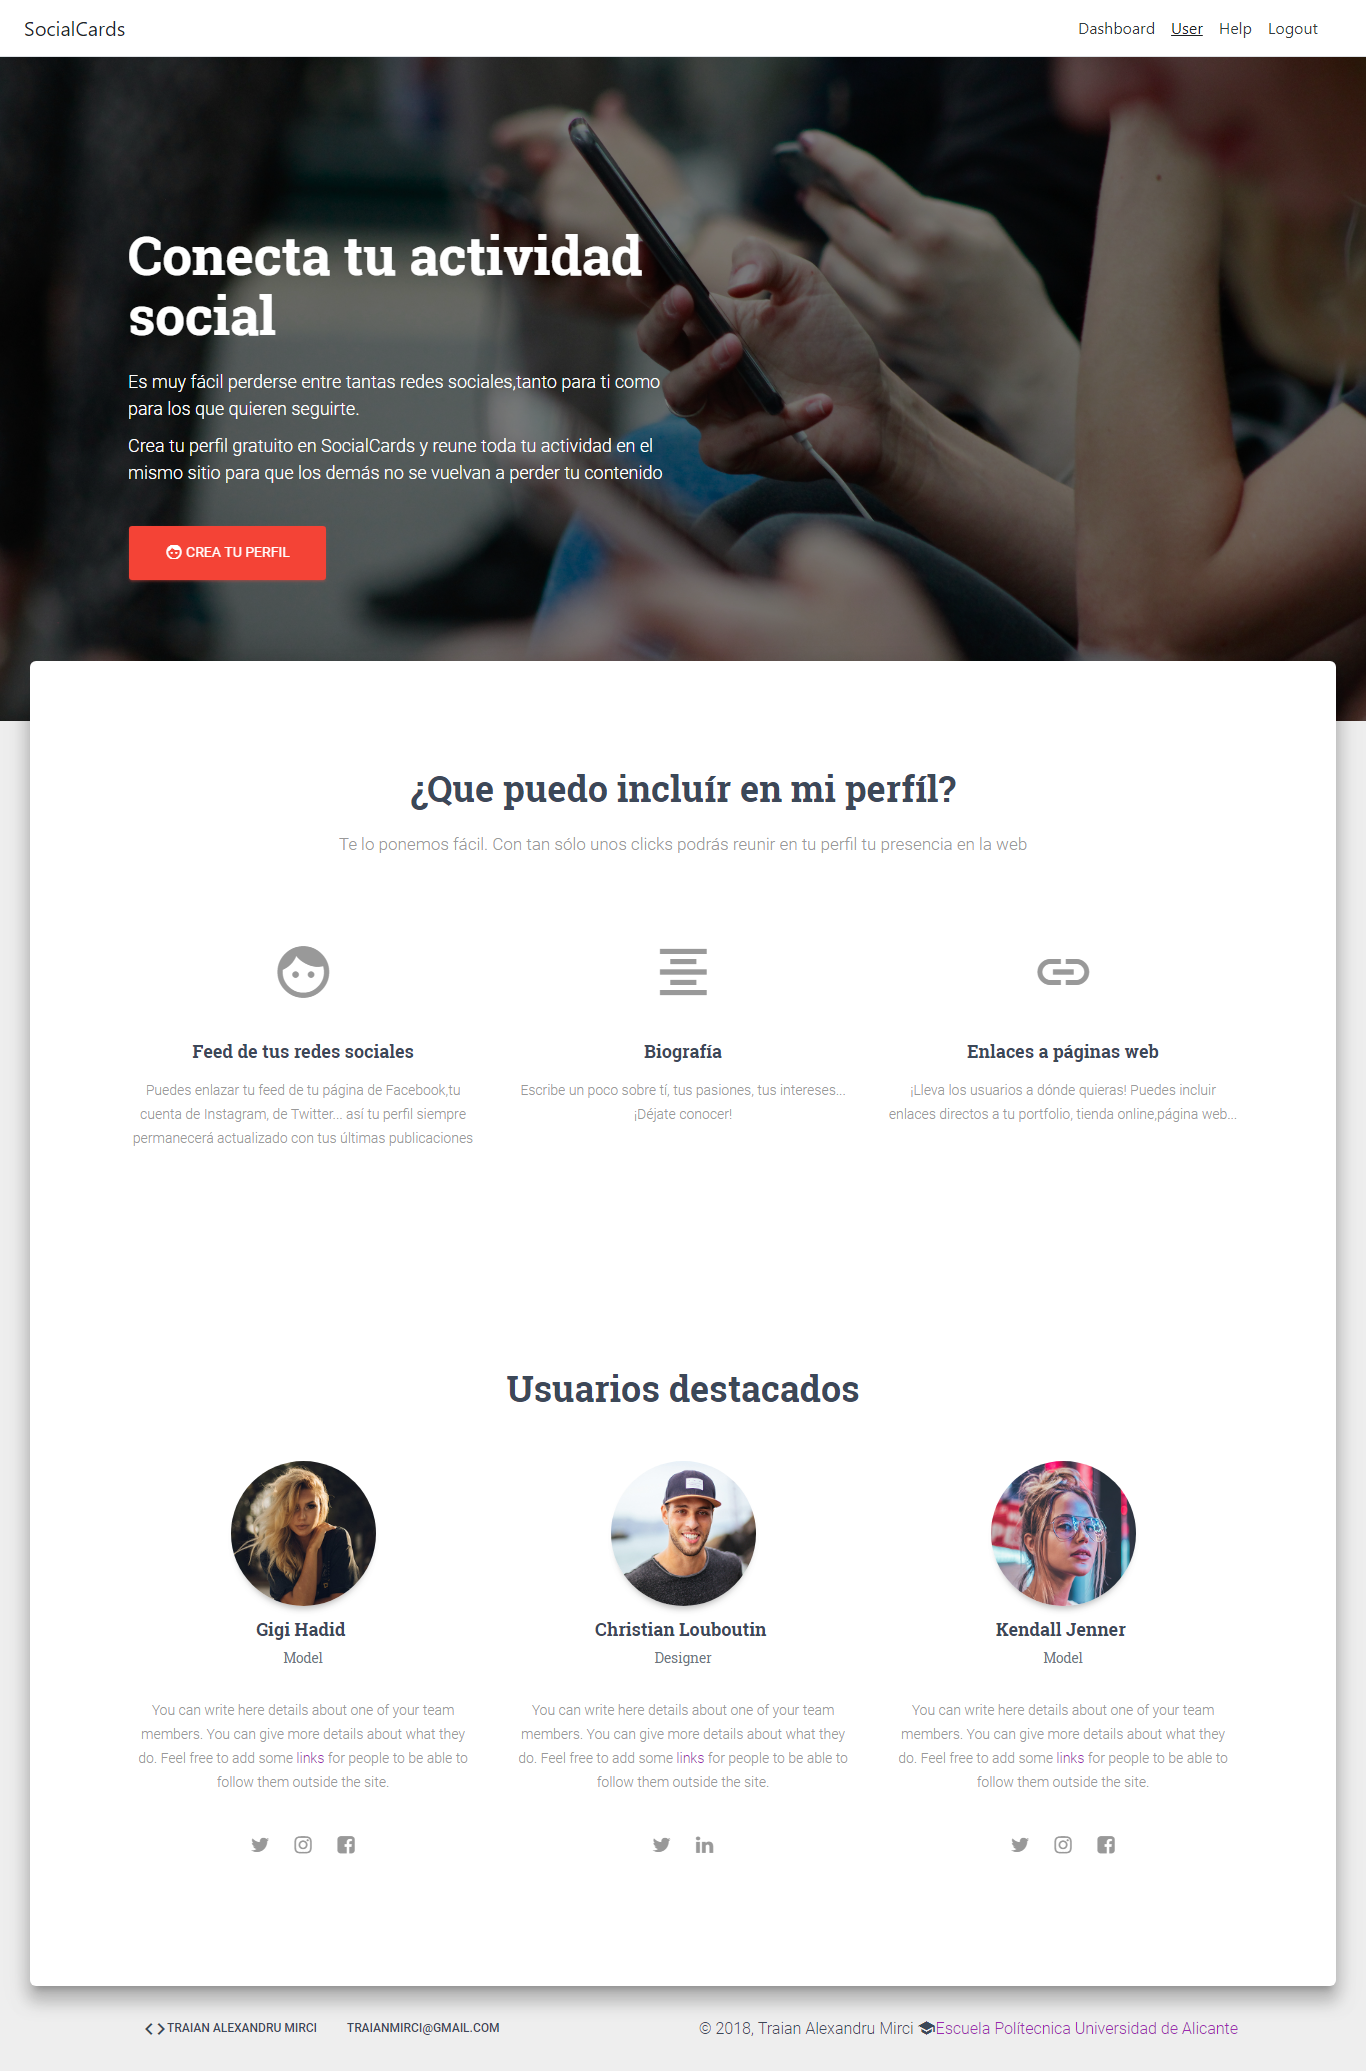 SocialCards
Dashboard User Help Logout
Conecta tu actividad
social
Es muy fácil perderse entre tantas redes sociales,tanto para ti como
para los que quieren seguirte.
Crea tu perfil gratuito en SocialCards y reune toda tu actividad en el
mismo sitio para que los demás no se vuelvan a perder tu contenido
CREA TU PERFIL
¿Que puedo incluír en mi perfíl?
Te lo ponemos fácil. Con tan sólo unos clicks podrás reunir en tu perfil tu presencia en la web
Feed de tus redes sociales
Puedes enlazar tu feed de tu página de Facebook,tu
cuenta de Instagram, de Twitter... así tu perfil siempre
permanecerá actualizado con tus últimas publicaciones
Biografía
Escribe un poco sobre tí, tus pasiones, tus intereses...
¡Déjate conocer!
Enlaces a páginas web
¡Lleva los usuarios a dónde quieras! Puedes incluir
enlaces directos a tu portfolio, tienda online,página web...
Usuarios destacados
Gigi Hadid
Model
You can write here details about one of your team
members. You can give more details about what they
do. Feel free to add some links for people to be able to
follow them outside the site.
Christian Louboutin
Designer
You can write here details about one of your team
members. You can give more details about what they
do. Feel free to add some links for people to be able to
follow them outside the site.
Kendall Jenner
Model
You can write here details about one of your team
members. You can give more details about what they
do. Feel free to add some links for people to be able to
follow them outside the site.
TRAIAN ALEXANDRU MIRCI TRAIANMIRCI@GMAIL.COM
© 2018, Traian Alexandru Mirci Escuela Polítecnica Universidad de Alicante